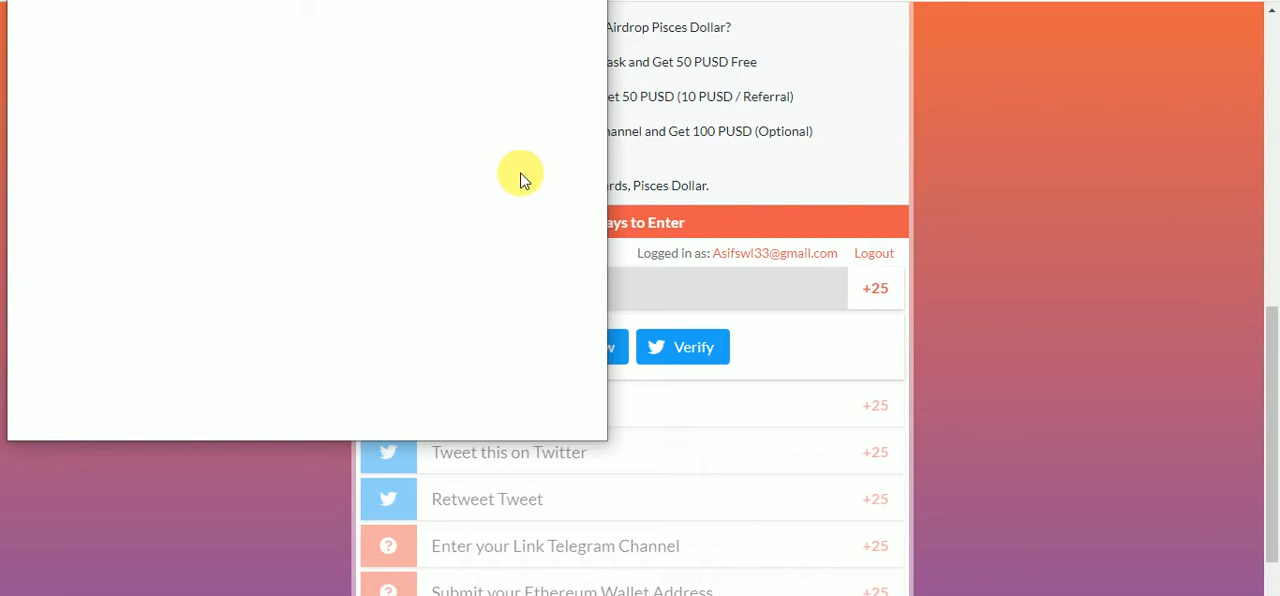 Airdrop Pisces Dollar?
ask and Get 50 PUSD Free
et 50 PUSD (10 PUSD / Referral)
hannel and Get 100 PUSD (Optional)
rds, Pisces Dollar.
ays to Enter
Logged in as: Asifswl33@gmail.com Logout
+25
w Verify
+25
Tweet this on Twitter +25
Retweet Tweet +25
Enter your Link Telegram Channel +25
Submit your Ethereum Wallet Address +25